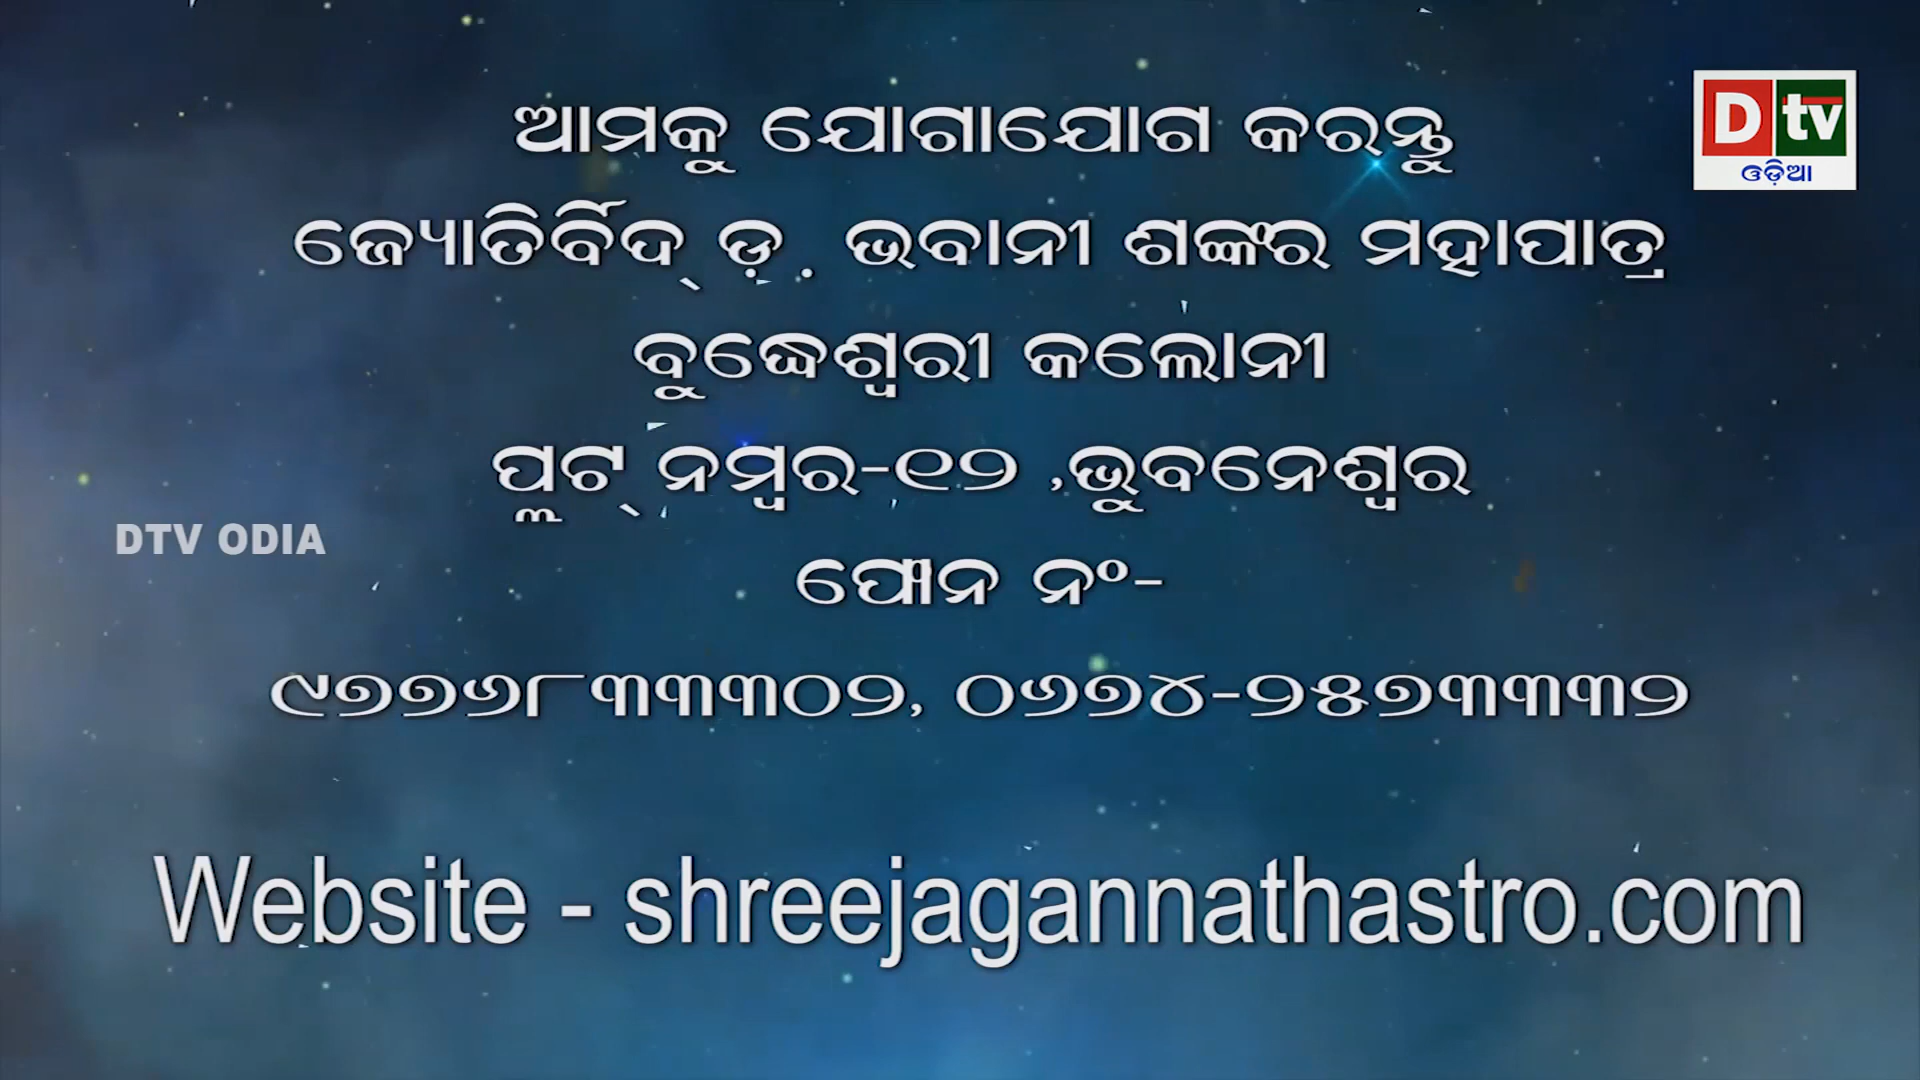 ଆମକୁ ଯୋଗାଯୋଗ କରନ୍ତୁ
D tv
ଓଡ଼ିଆ
ଜ୍ୟୋତିର୍ବିଦ୍ ଡ଼. ଭବାନୀ ଶଙ୍କର ମହାପାତ୍ର
ବୁଦ୍ଧେଶ୍ୱରୀ କଲୋନୀ
ପ୍ଲଟ୍ ନମ୍ବର-୧୨ ,ଭୁବନେଶ୍ୱର
DTV ODIA
ଫୋନ ନଂ-
୯୭୭୬୮୩୩୩୦୨, ୦୬୭୪-୨୫୭୩୩୩୨
Website - shreejagannathastro.com